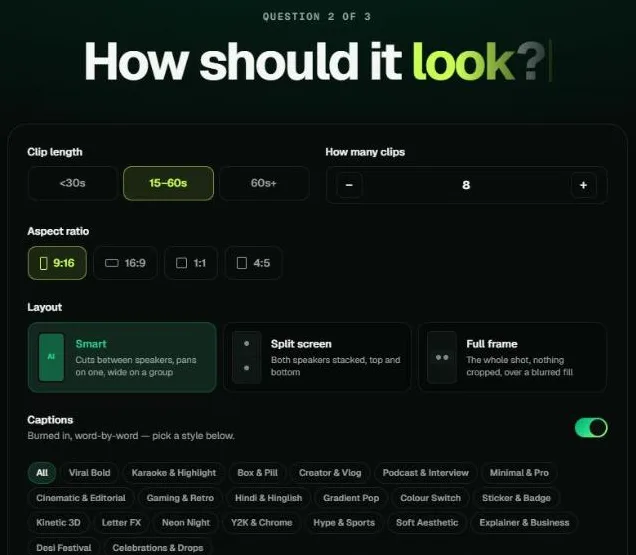 QUESTION 2 OF 3
How should it look?
Clip length
How many clips
<30s
15–60s
60s+
−
8
+
Aspect ratio
9:16
16:9
1:1
4:5
Layout
AI
Smart
Cuts between speakers, pans
on one, wide on a group
Split screen
Both speakers stacked, top and
bottom
Full frame
The whole shot, nothing
cropped, over a blurred fill
Captions
Burned in, word-by-word — pick a style below.
All
Viral Bold
Karaoke & Highlight
Box & Pill
Creator & Vlog
Podcast & Interview
Minimal & Pro
Cinematic & Editorial
Gaming & Retro
Hindi & Hinglish
Gradient Pop
Colour Switch
Sticker & Badge
Kinetic 3D
Letter FX
Neon Night
Y2K & Chrome
Hype & Sports
Soft Aesthetic
Explainer & Business
Desi Festival
Celebrations & Drops